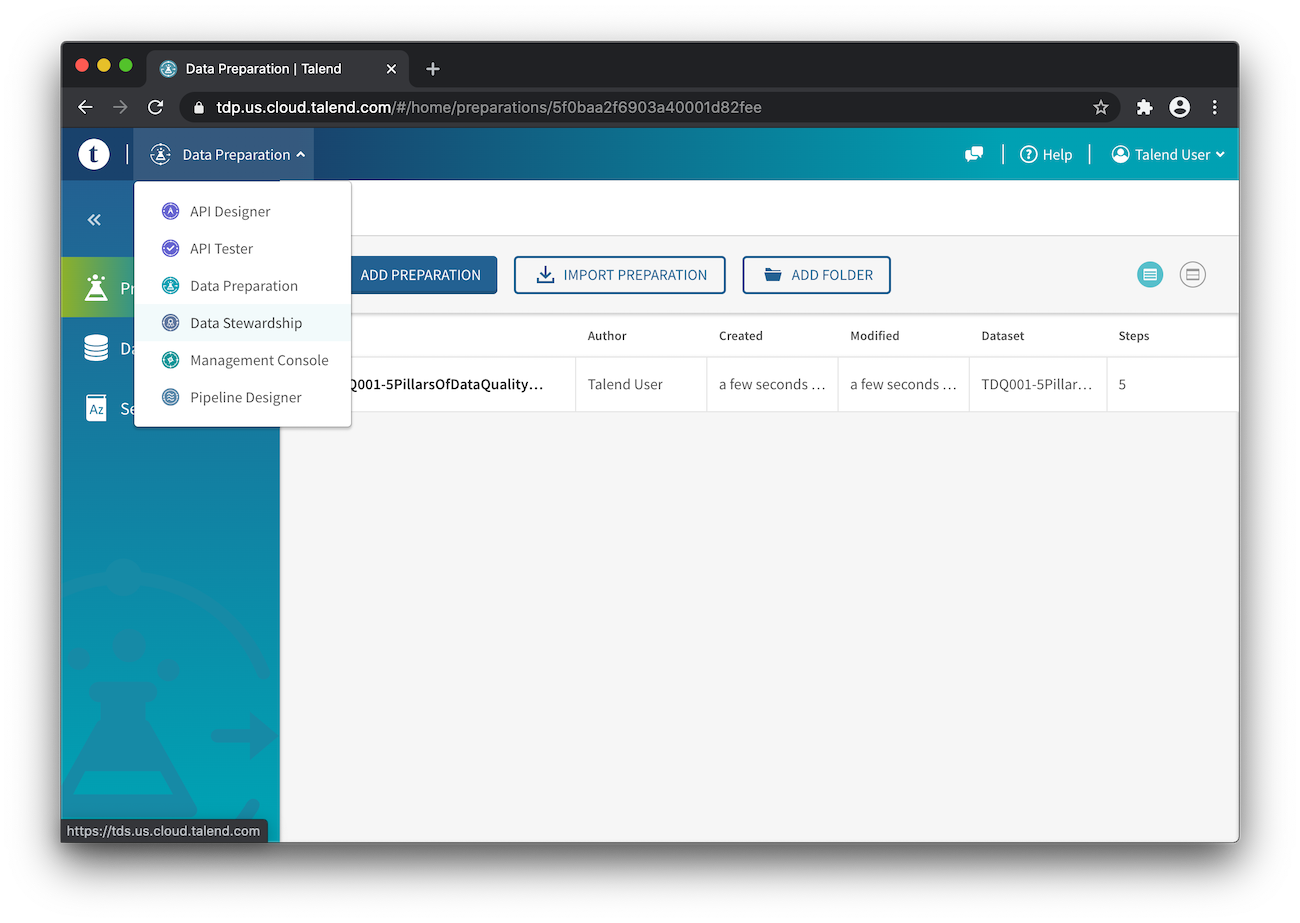 Data Preparation | Talend
tdp.us.cloud.talend.com/#/home/preparations/5f0baa2f6903a40001d82fee
t Data Preparation Help Talend User
API Designer
API Tester
Data Preparation
Data Stewardship
Management Console
Pipeline Designer
ADD PREPARATION IMPORT PREPARATION ADD FOLDER
Author Created Modified Dataset Steps
Q001-5PillarsOfDataQuality... Talend User a few seconds ... a few seconds ... TDQ001-5Pillar... 5
Pr
Da
Az Se
https://tds.us.cloud.talend.com